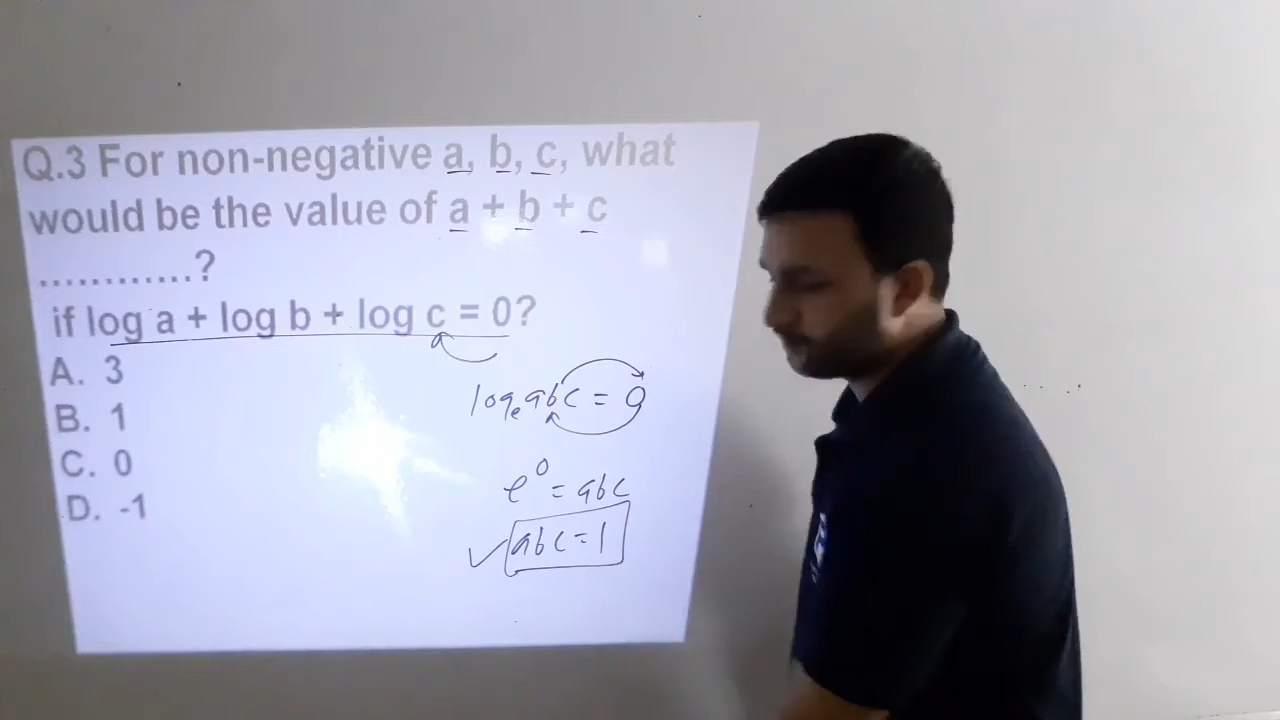 Q.3 For non-negative a, b, c, what
would be the value of a + b + c
............?
if log a + log b + log c = 0?
A. 3
B. 1
C. 0
D. -1
logₑ abc = 0
e⁰ = abc
abc = 1